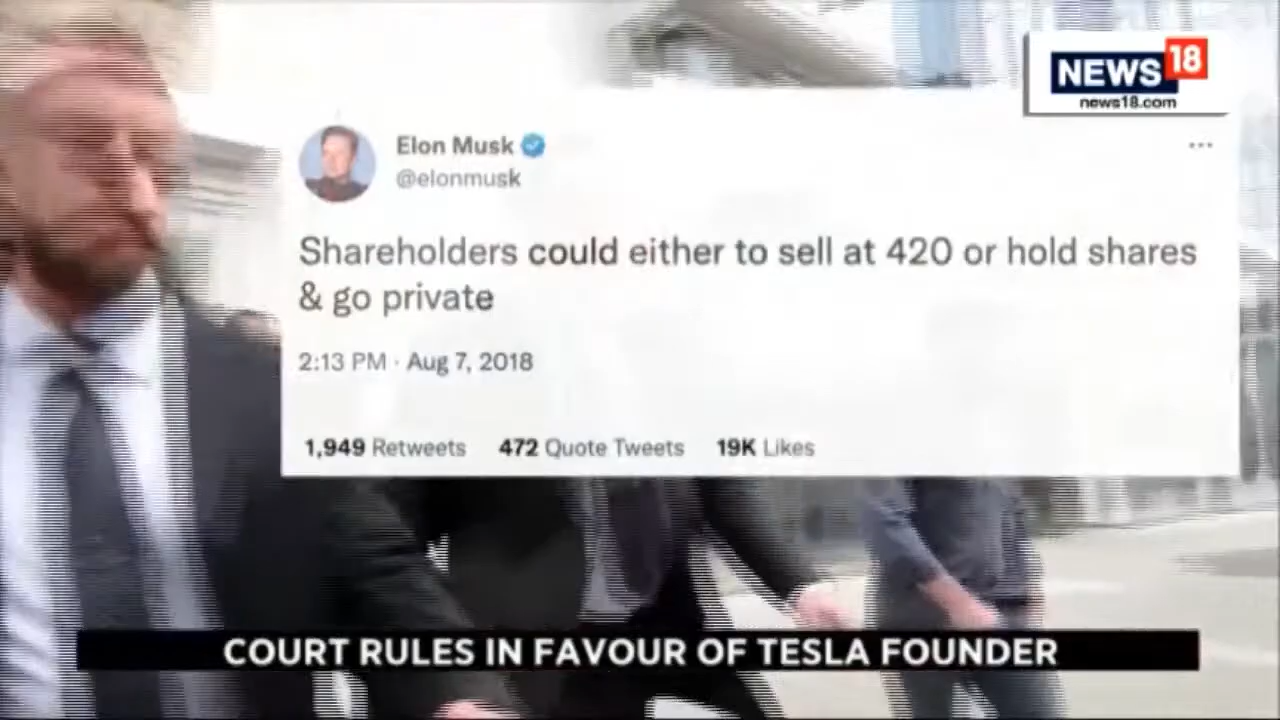 NEWS 18
news18.com
Elon Musk
@elonmusk
Shareholders could either to sell at 420 or hold shares
& go private
2:13 PM · Aug 7, 2018
1,949 Retweets 472 Quote Tweets 19K Likes
COURT RULES IN FAVOUR OF TESLA FOUNDER